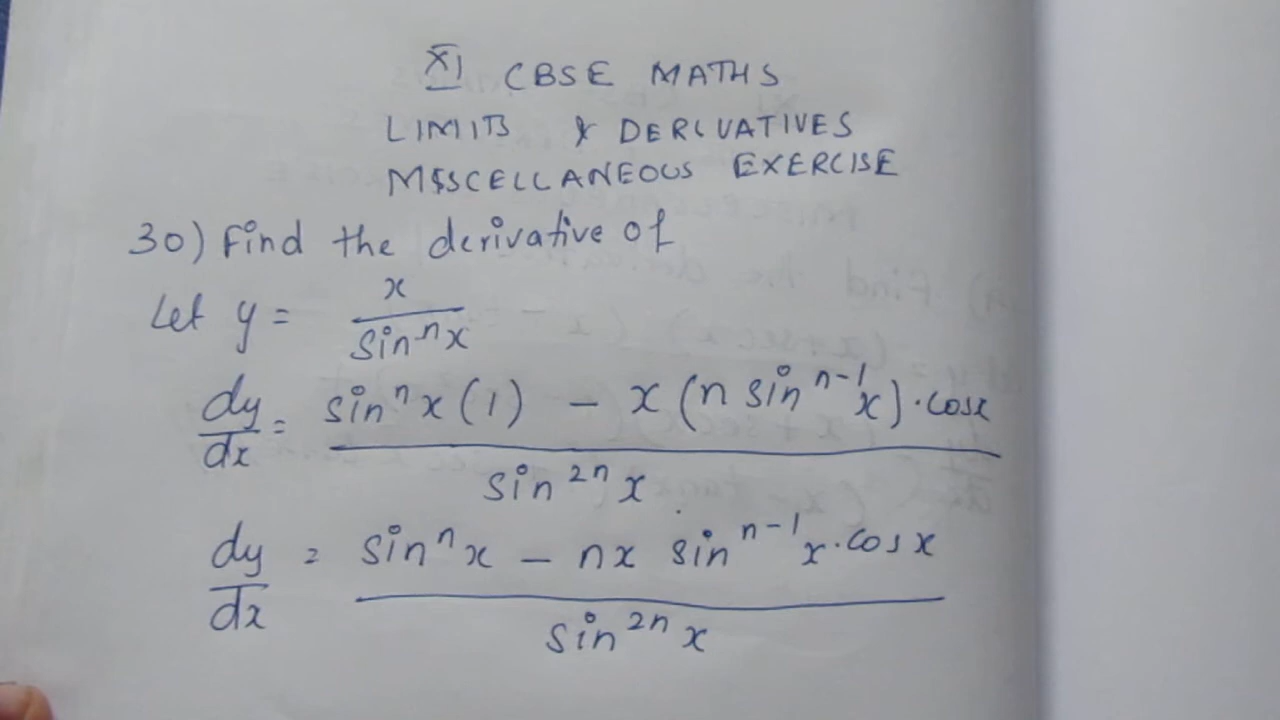 XI CBSE MATHS
LIMITS & DERIVATIVES
MISCELLANEOUS EXERCISE
30) Find the derivative of
Let y = x / sin^n x
dy/dx = (sin^n x (1) - x (n sin^(n-1) x) . cosx) / sin^2n x
dy/dx = (sin^n x - nx sin^(n-1) x . cos x) / sin^2n x